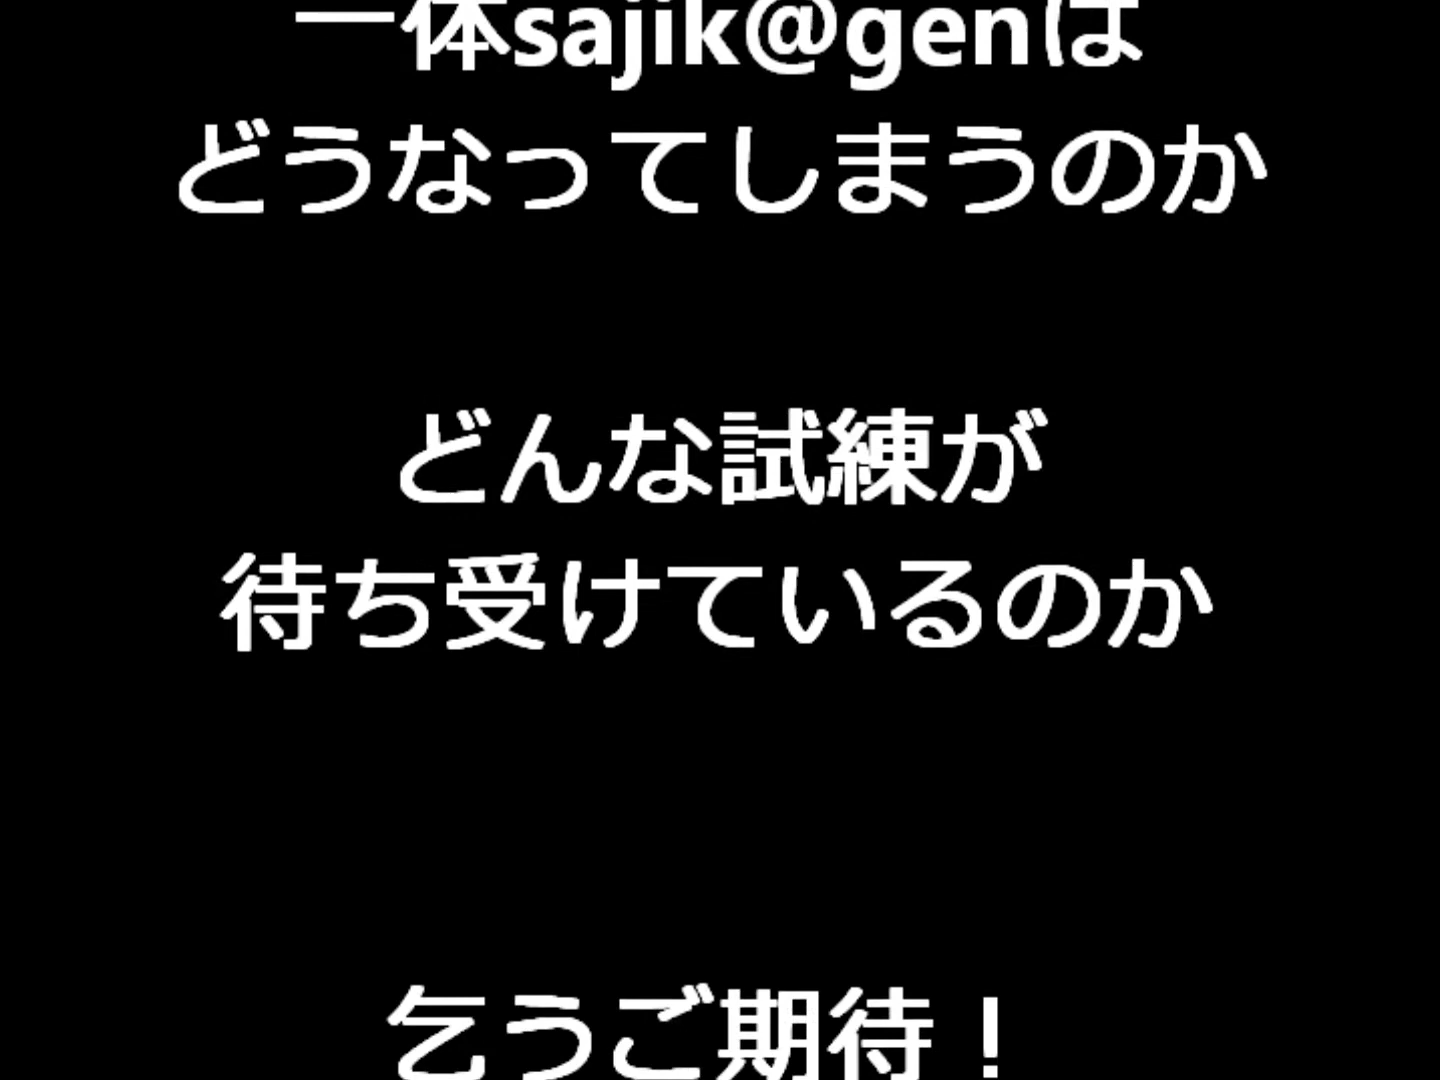 一体sajik@genは
どうなってしまうのか
どんな試練が
待ち受けているのか
乞うご期待！